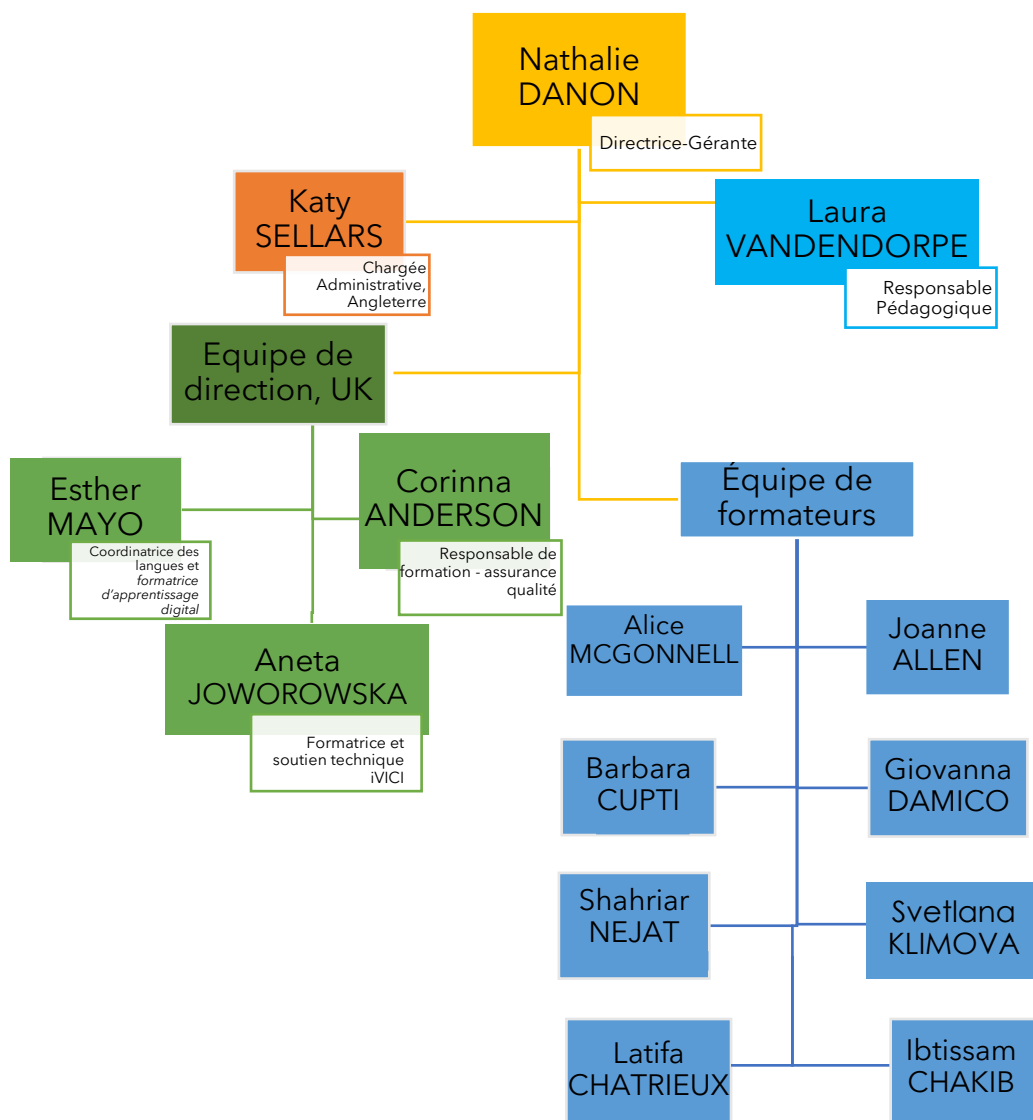 Nathalie
DANON
Directrice-Gérante
Katy
SELLARS
Chargée
Administrative,
Angleterre
Laura
VANDENDORPE
Responsable
Pédagogique
Equipe de
direction, UK
Esther
MAYO
Coordinatrice des
langues et
formatrice
d’apprentissage
digital
Corinna
ANDERSON
Responsable de
formation - assurance
qualité
Aneta
JOWOROWSKA
Formatrice et
soutien technique
iVICI
Équipe de
formateurs
Alice
MCGONNELL
Joanne
ALLEN
Barbara
CUPTI
Giovanna
DAMICO
Shahriar
NEJAT
Svetlana
KLIMOVA
Latifa
CHATRIEUX
Ibtissam
CHAKIB